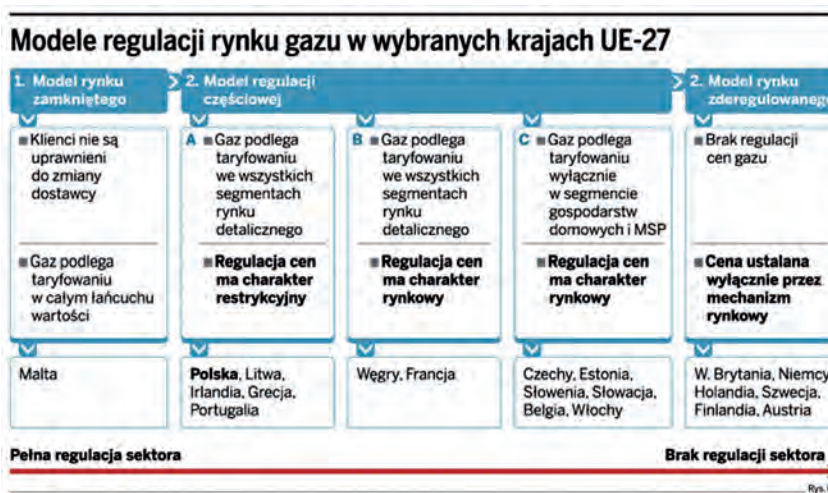 Modele regulacji rynku gazu w wybranych krajach UE-27
1. Model rynku
zamkniętego
2. Model regulacji
częściowej
2. Model rynku
zderegulowanego
Klienci nie są
uprawnieni
do zmiany
dostawcy
Gaz podlega
taryfowaniu
w całym łańcuchu
wartości
Malta
A Gaz podlega
taryfowaniu
we wszystkich
segmentach
rynku
detalicznego
Regulacja cen
ma charakter
restrykcyjny
Polska, Litwa,
Irlandia, Grecja,
Portugalia
B Gaz podlega
taryfowaniu
we wszystkich
segmentach
rynku
detalicznego
Regulacja cen
ma charakter
rynkowy
Węgry, Francja
C Gaz podlega
taryfowaniu
wyłącznie
w segmencie
gospodarstw
domowych i MSP
Regulacja cen
ma charakter
rynkowy
Czechy, Estonia,
Słowenia, Słowacja,
Belgia, Włochy
Brak regulacji
cen gazu
Cena ustalana
wyłącznie przez
mechanizm
rynkowy
W. Brytania, Niemcy
Holandia, Szwecja,
Finlandia, Austria
Pełna regulacja sektora
Brak regulacji sektora
Rys.